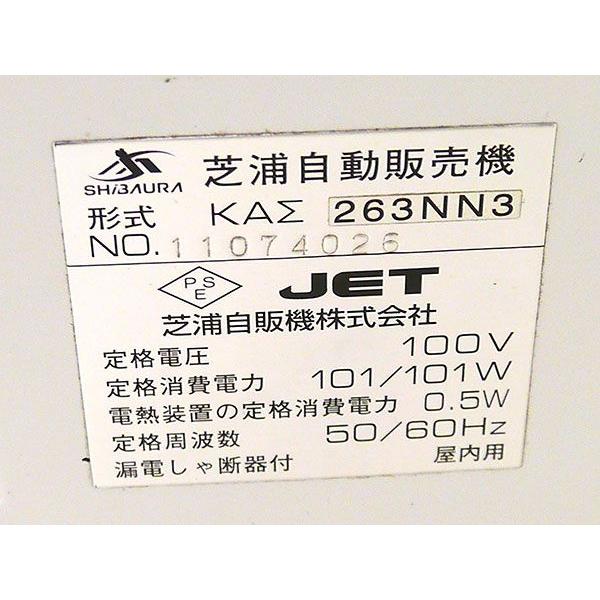 SHIBAURA
芝浦自動販売機
形式 KAΣ 263NN3
NO. 11074026
PSE JET
芝浦自販機株式会社
定格電圧 100V
定格消費電力 101/101W
電熱装置の定格消費電力 0.5W
定格周波数 50/60Hz
漏電しゃ断器付 屋内用